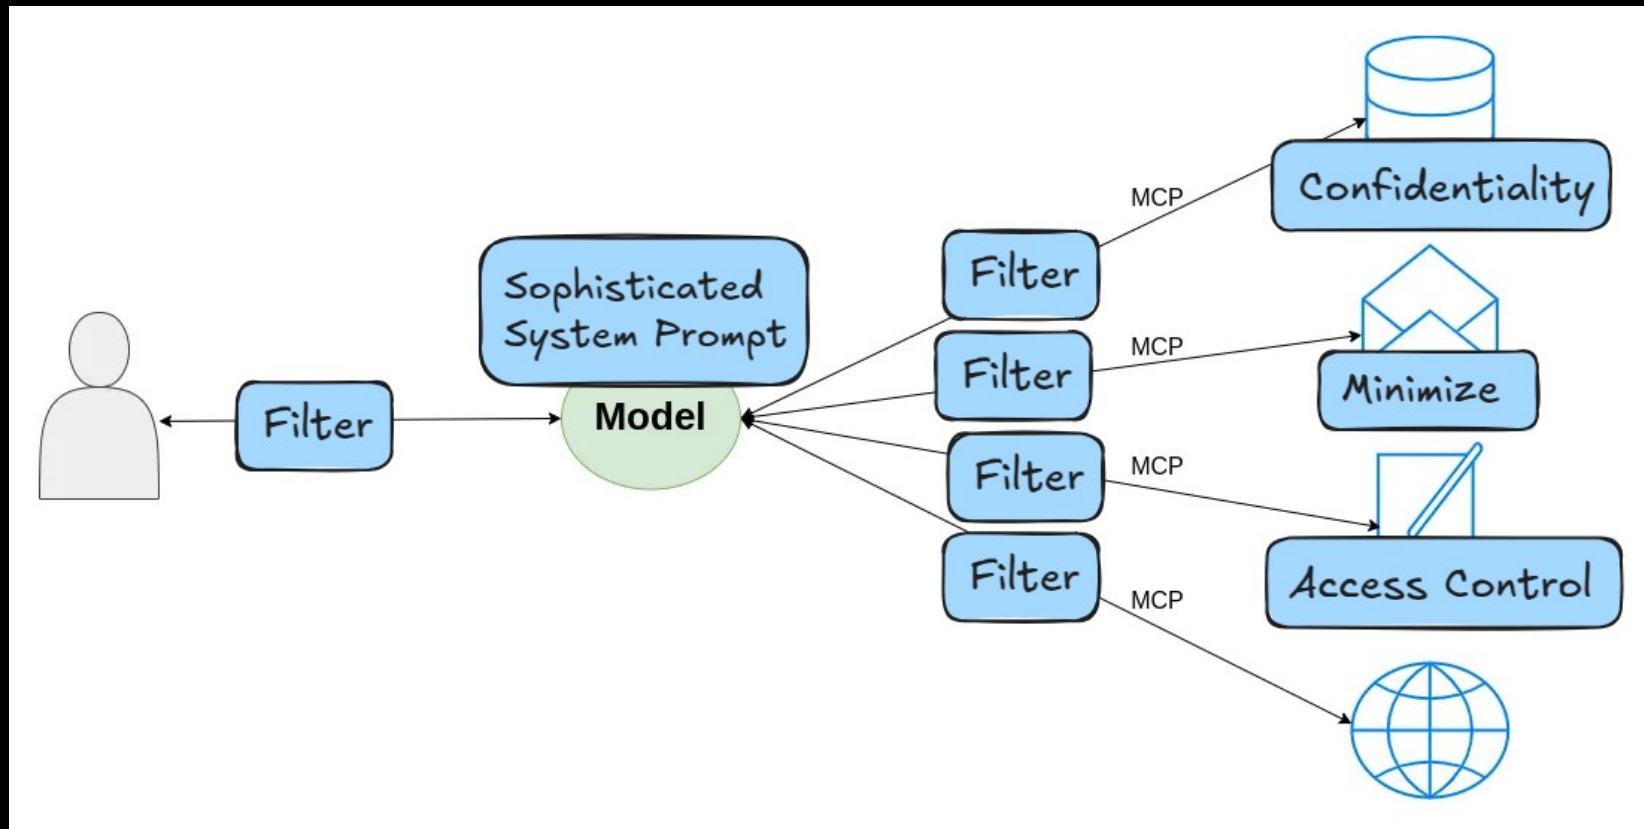 MCP
Confidentiality
Sophisticated
System Prompt
Filter
MCP
Filter
Minimize
Filter
Model
MCP
Filter
Access Control
Filter
MCP